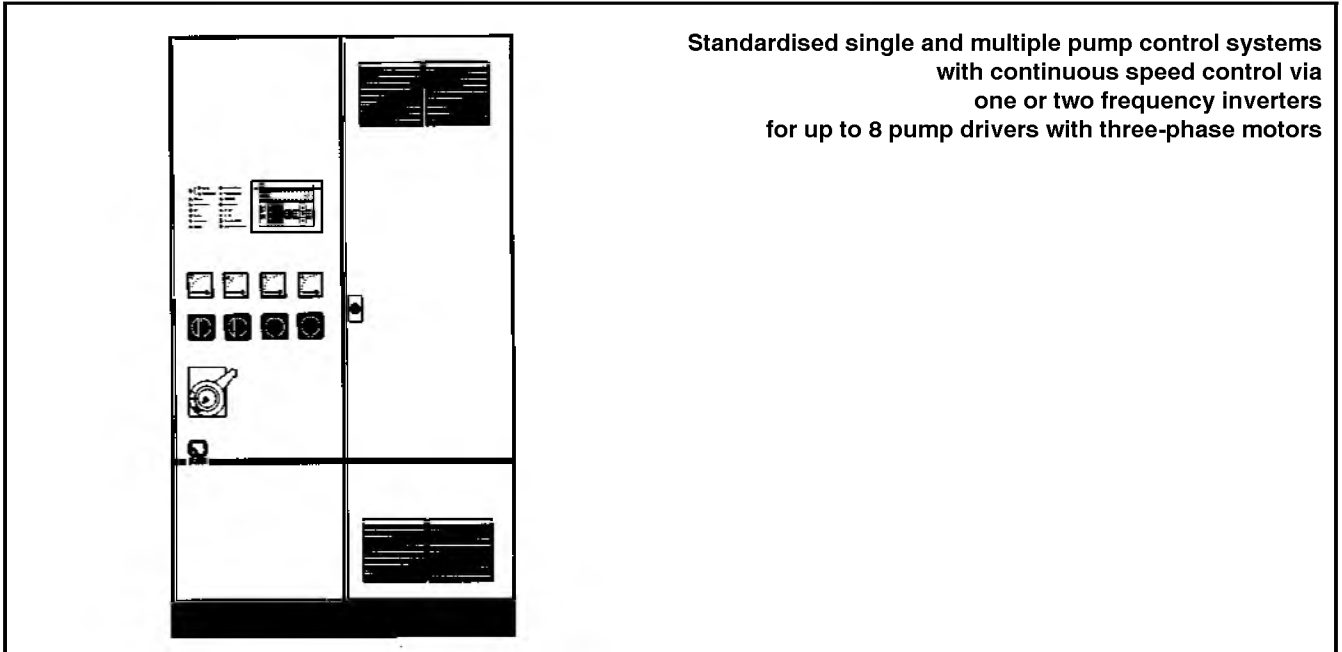 Standardised single and multiple pump control systems
with continuous speed control via
one or two frequency inverters
for up to 8 pump drivers with three-phase motors